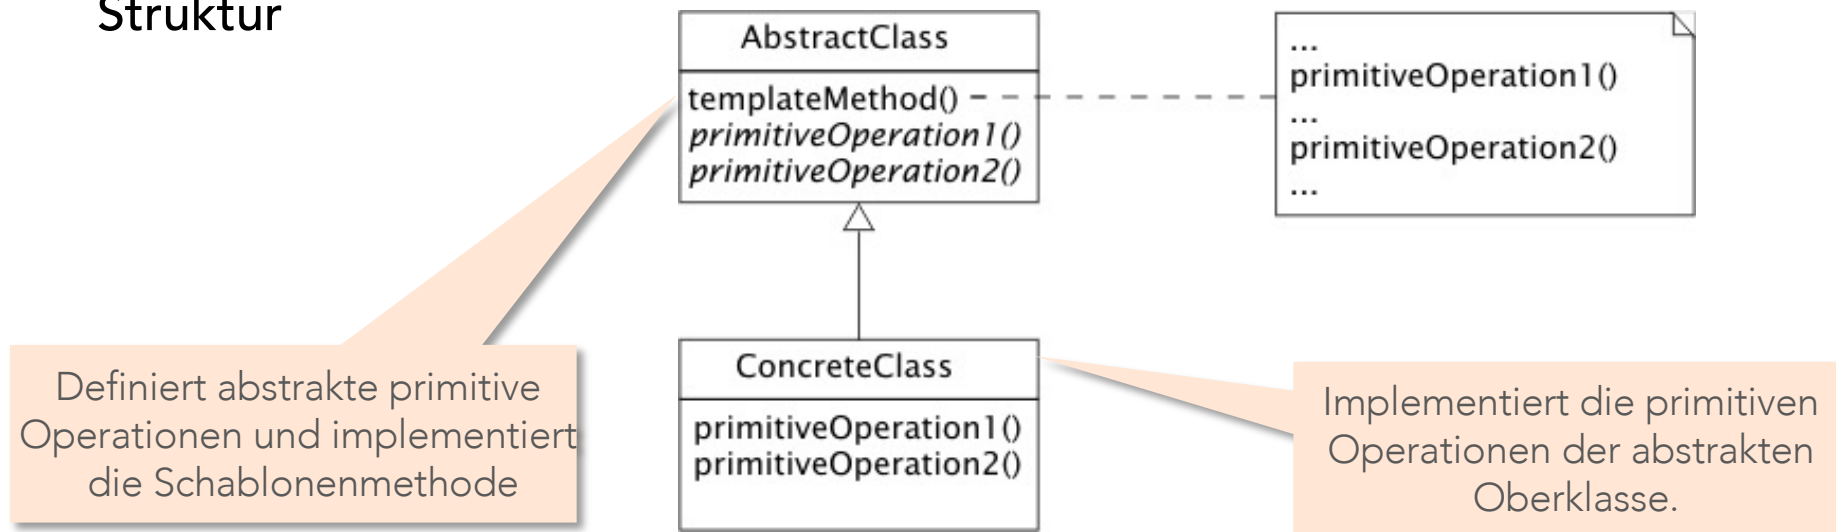 Struktur
AbstractClass
templateMethod()
primitiveOperation1()
primitiveOperation2()
...
primitiveOperation1()
...
primitiveOperation2()
...
Definiert abstrakte primitive
Operationen und implementiert
die Schablonenmethode
ConcreteClass
primitiveOperation1()
primitiveOperation2()
Implementiert die primitiven
Operationen der abstrakten
Oberklasse.